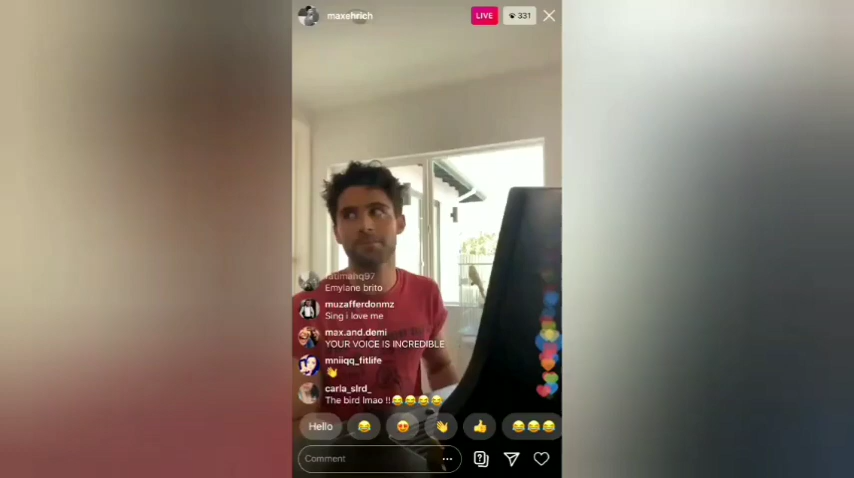 maxehrich
LIVE
331
fatimanq97
Emylane brito
muzafferdonmz
Sing i love me
max.and.demi
YOUR VOICE IS INCREDIBLE
mniiqq_fitlife
👋
carla_slrd_
The bird lmao !!😂😂😂😂
Hello 😂 😍 👋 👍 😂😂😂
Comment ...